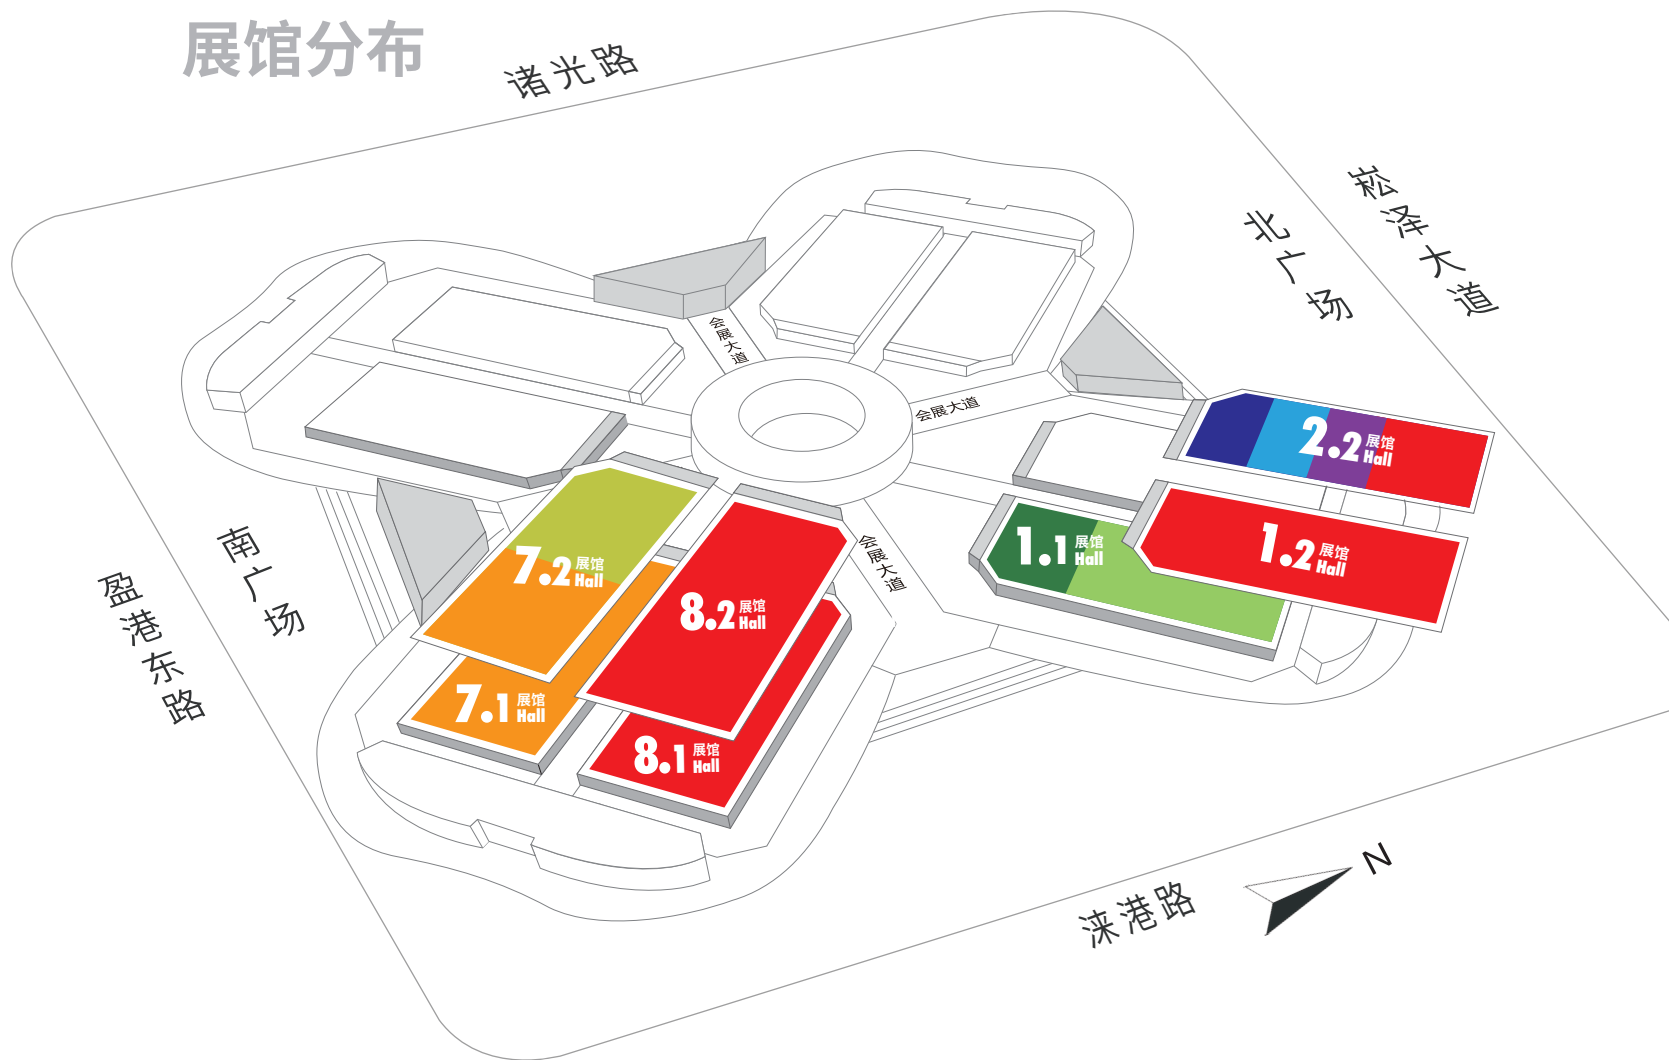 展馆分布
诸光路
崧泽大道
北广场
会展大道
会展大道
2.2 展馆 Hall
1.1 展馆 Hall
1.2 展馆 Hall
会展大道
7.2 展馆 Hall
8.2 展馆 Hall
7.1 展馆 Hall
8.1 展馆 Hall
南广场
盈港东路
涞港路
N